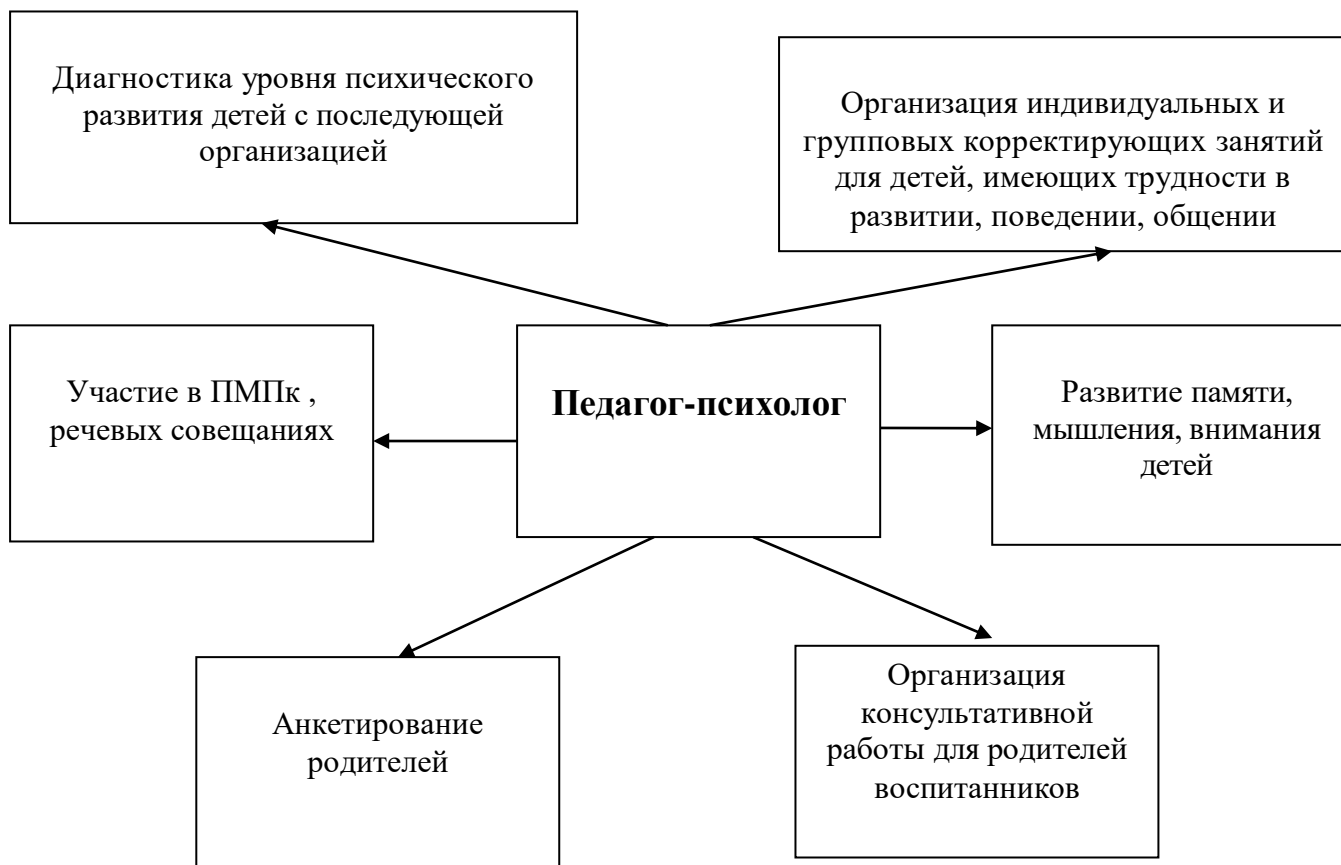 Диагностика уровня психического
развития детей с последующей
организацией
Организация индивидуальных и
групповых корректирующих занятий
для детей, имеющих трудности в
развитии, поведении, общении
Участие в ПМПк ,
речевых совещаниях
Педагог-психолог
Развитие памяти,
мышления, внимания
детей
Анкетирование
родителей
Организация
консультативной
работы для родителей
воспитанников